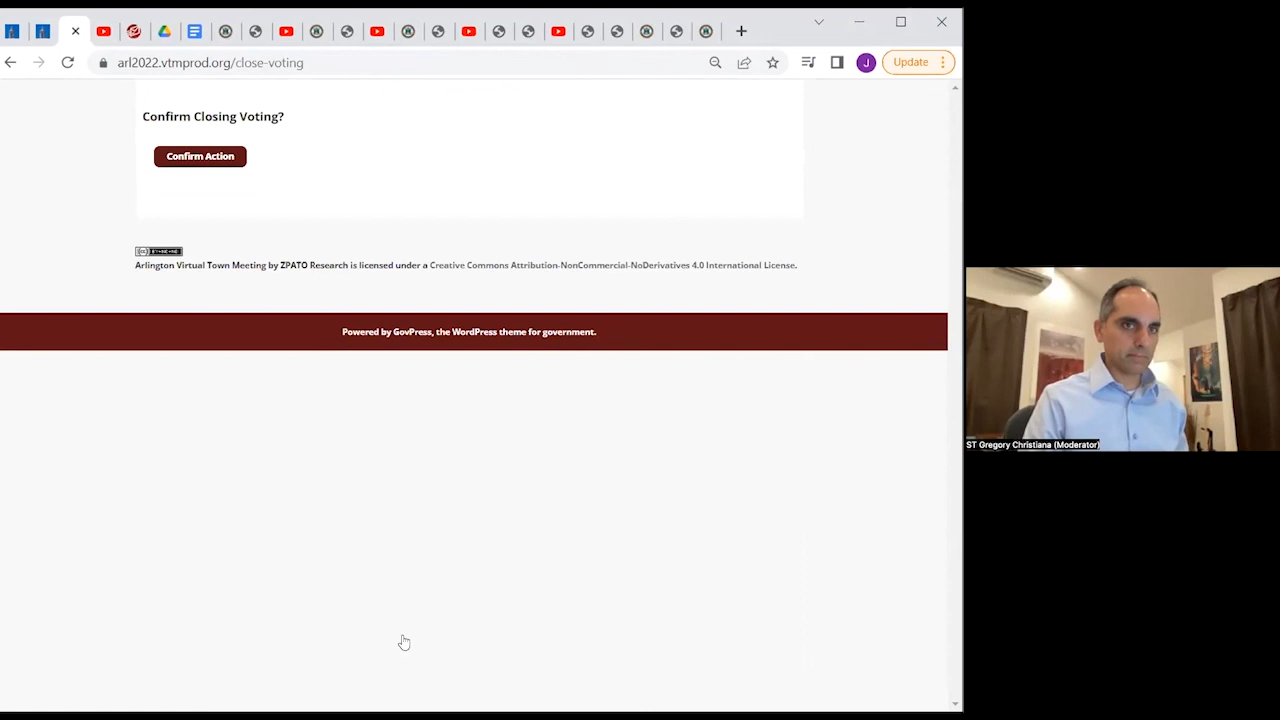 arl2022.vtmprod.org/close-voting
J
Update
Confirm Closing Voting?
Confirm Action
Arlington Virtual Town Meeting by ZPATO Research is licensed under a Creative Commons Attribution-NonCommercial-NoDerivatives 4.0 International License.
Powered by GovPress, the WordPress theme for government.
ST Gregory Christiana (Moderator)